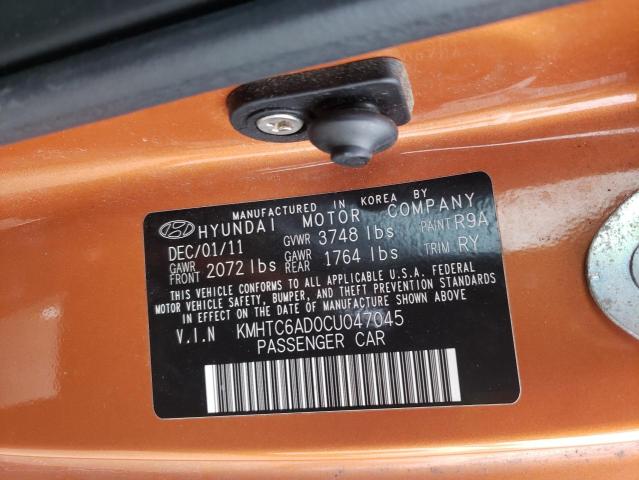 MANUFACTURED IN KOREA BY
HYUNDAI MOTOR COMPANY
DEC/01/11 GVWR 3748 lbs PAINT R9A
GAWR FRONT 2072 lbs GAWR REAR 1764 lbs TRIM RY
THIS VEHICLE CONFORMS TO ALL APPLICABLE U.S.A. FEDERAL
MOTOR VEHICLE SAFETY, BUMPER, AND THEFT PREVENTION STANDARDS
IN EFFECT ON THE DATE OF MANUFACTURE SHOWN ABOVE.
V.I.N KMHTC6AD0CU047045
PASSENGER CAR